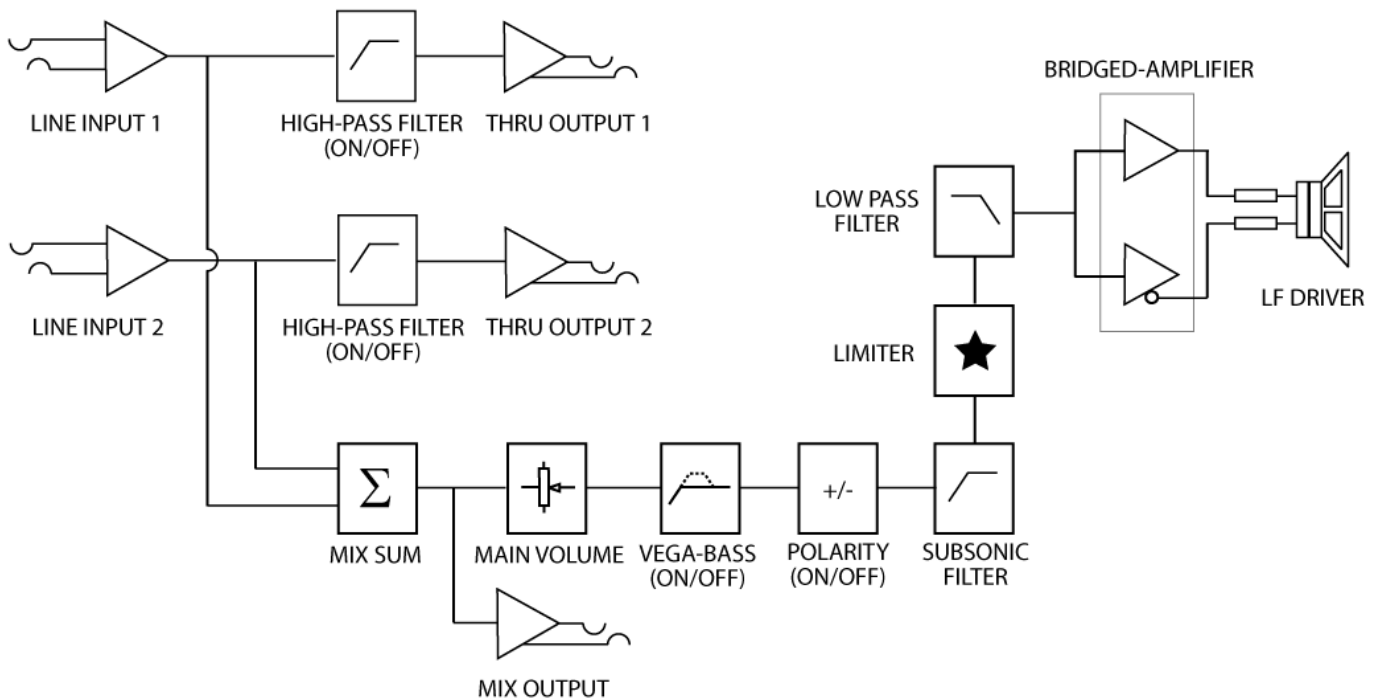 LINE INPUT 1
HIGH-PASS FILTER
(ON/OFF)
THRU OUTPUT 1
BRIDGED-AMPLIFIER
LOW PASS
FILTER
LINE INPUT 2
HIGH-PASS FILTER
(ON/OFF)
THRU OUTPUT 2
LF DRIVER
LIMITER
Σ
+/-
MIX SUM
MAIN VOLUME
VEGA-BASS
(ON/OFF)
POLARITY
(ON/OFF)
SUBSONIC
FILTER
MIX OUTPUT